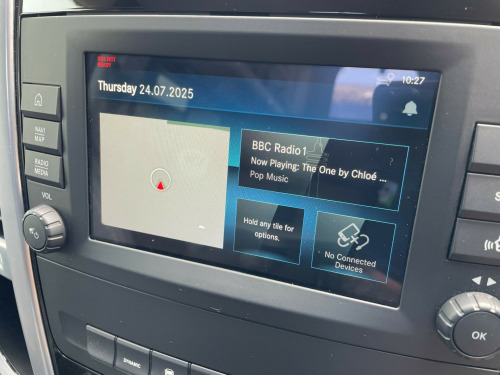 10:27
Thursday 24.07.2025
NAVI
MAP
RADIO
MEDIA
VOL
BBC Radio 1
Now Playing: The One by Chloé ...
Pop Music
Hold any tile for
options.
No Connected
Devices
OK
DYNAMIC